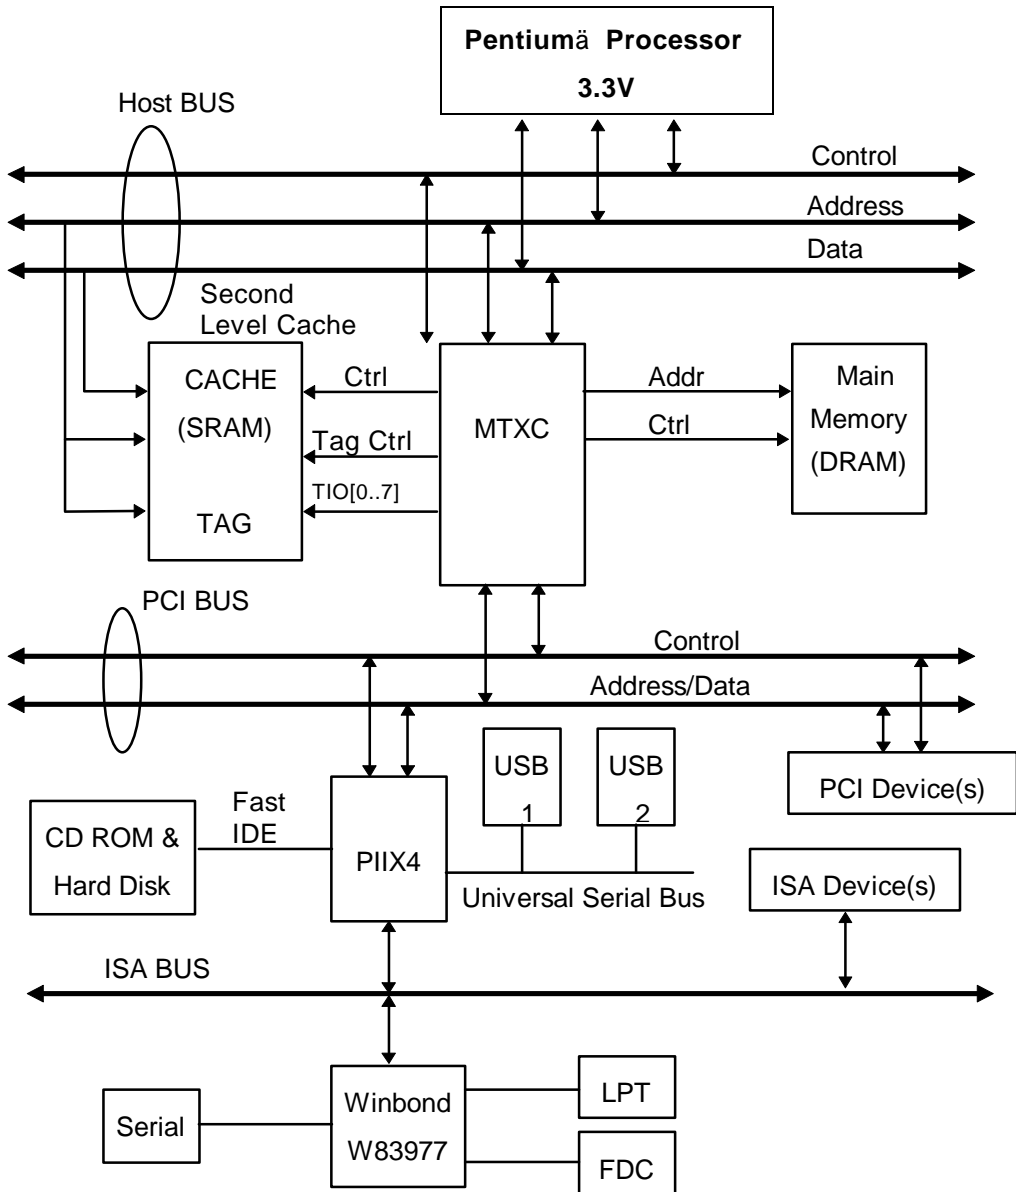 Pentiumä Processor
3.3V
Host BUS
Control
Address
Data
Second
Level Cache
CACHE
(SRAM)
TAG
Ctrl
Tag Ctrl
TIO[0..7]
MTXC
Addr
Ctrl
Main
Memory
(DRAM)
PCI BUS
Control
Address/Data
USB
1
USB
2
PCI Device(s)
Fast
IDE
CD ROM &
Hard Disk
PIIX4
Universal Serial Bus
ISA Device(s)
ISA BUS
Serial
Winbond
W83977
LPT
FDC